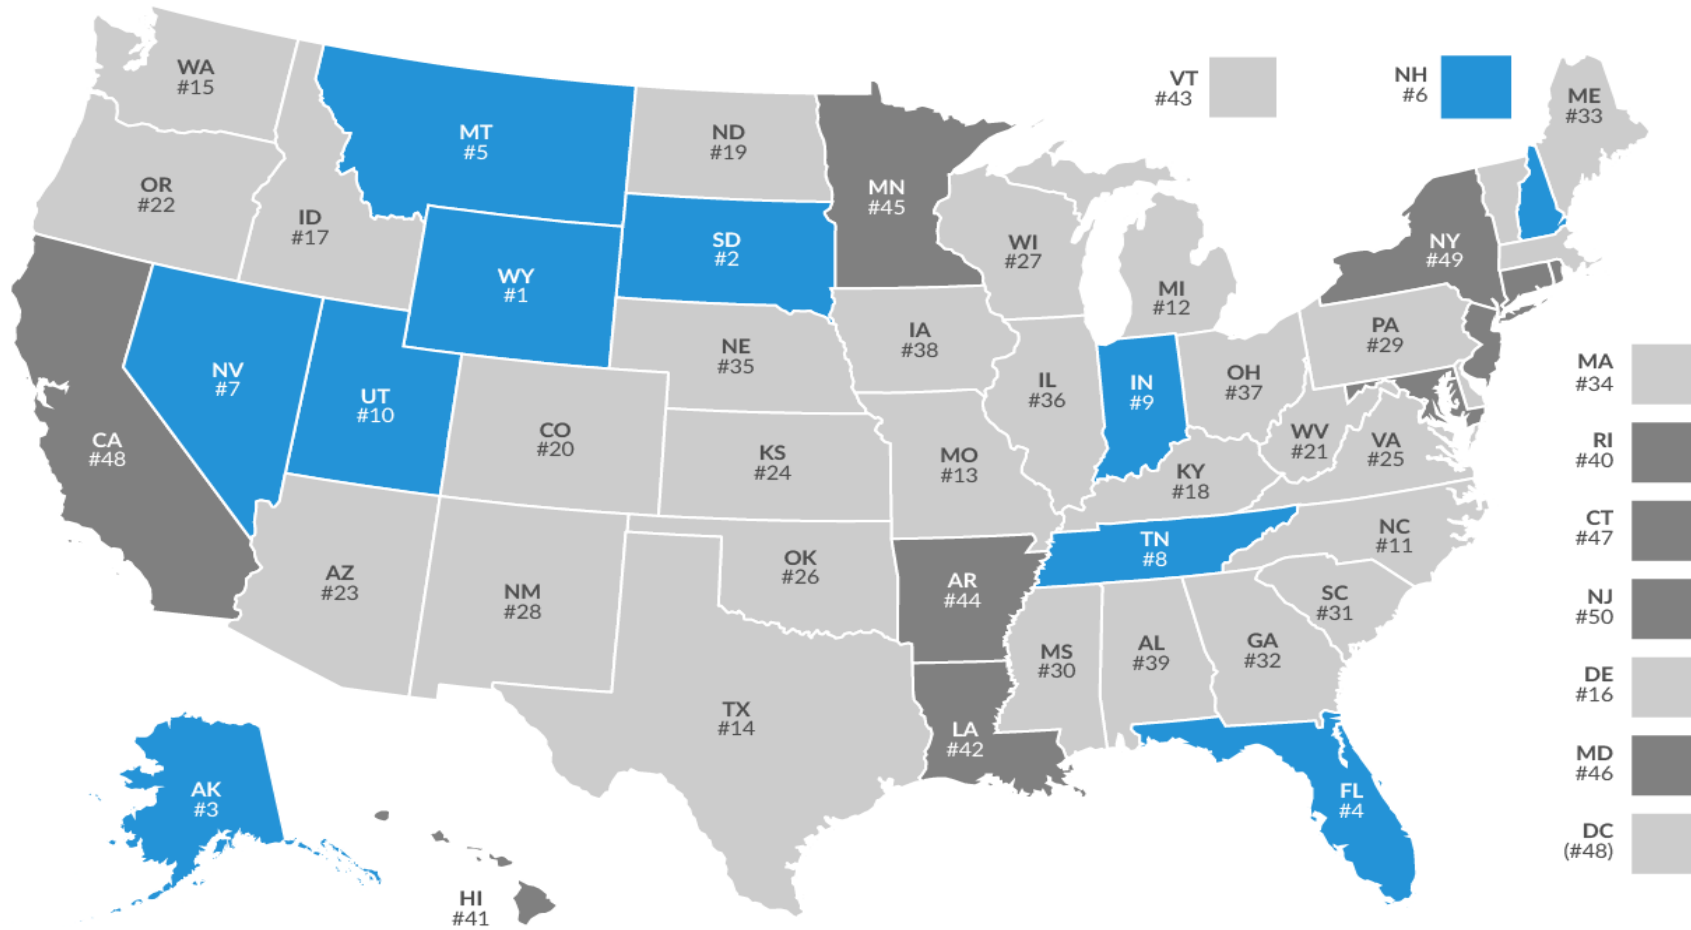 VT
#43
NH
#6
ME
#33
WA
#15
MT
#5
ND
#19
MN
#45
OR
#22
ID
#17
WY
#1
SD
#2
WI
#27
MI
#12
NY
#49
NV
#7
UT
#10
NE
#35
IA
#38
IL
#36
IN
#9
OH
#37
PA
#29
MA
#34
CA
#48
CO
#20
KS
#24
MO
#13
KY
#18
WV
#21
VA
#25
RI
#40
AZ
#23
NM
#28
OK
#26
AR
#44
TN
#8
NC
#11
CT
#47
TX
#14
LA
#42
MS
#30
AL
#39
GA
#32
SC
#31
NJ
#50
DE
#16
AK
#3
HI
#41
FL
#4
MD
#46
DC
(#48)